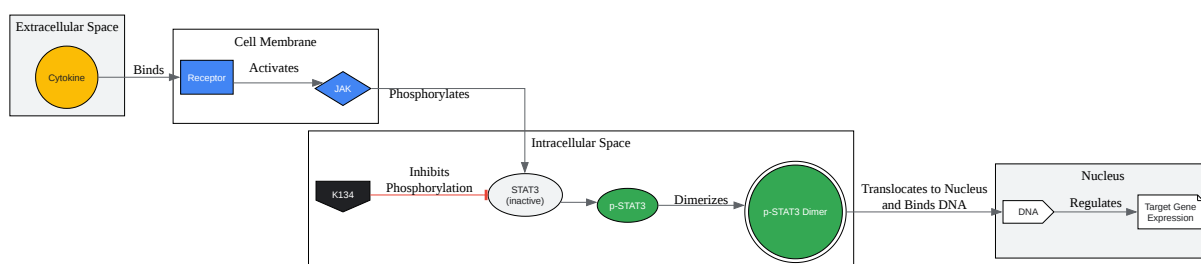 Extracellular Space
Cytokine
Binds
Cell Membrane
Receptor
Activates
JAK
Phosphorylates
Intracellular Space
K134
Inhibits
Phosphorylation
STAT3
(inactive)
p-STAT3
Dimerizes
p-STAT3 Dimer
Translocates to Nucleus
and Binds DNA
Nucleus
DNA
Regulates
Target Gene
Expression